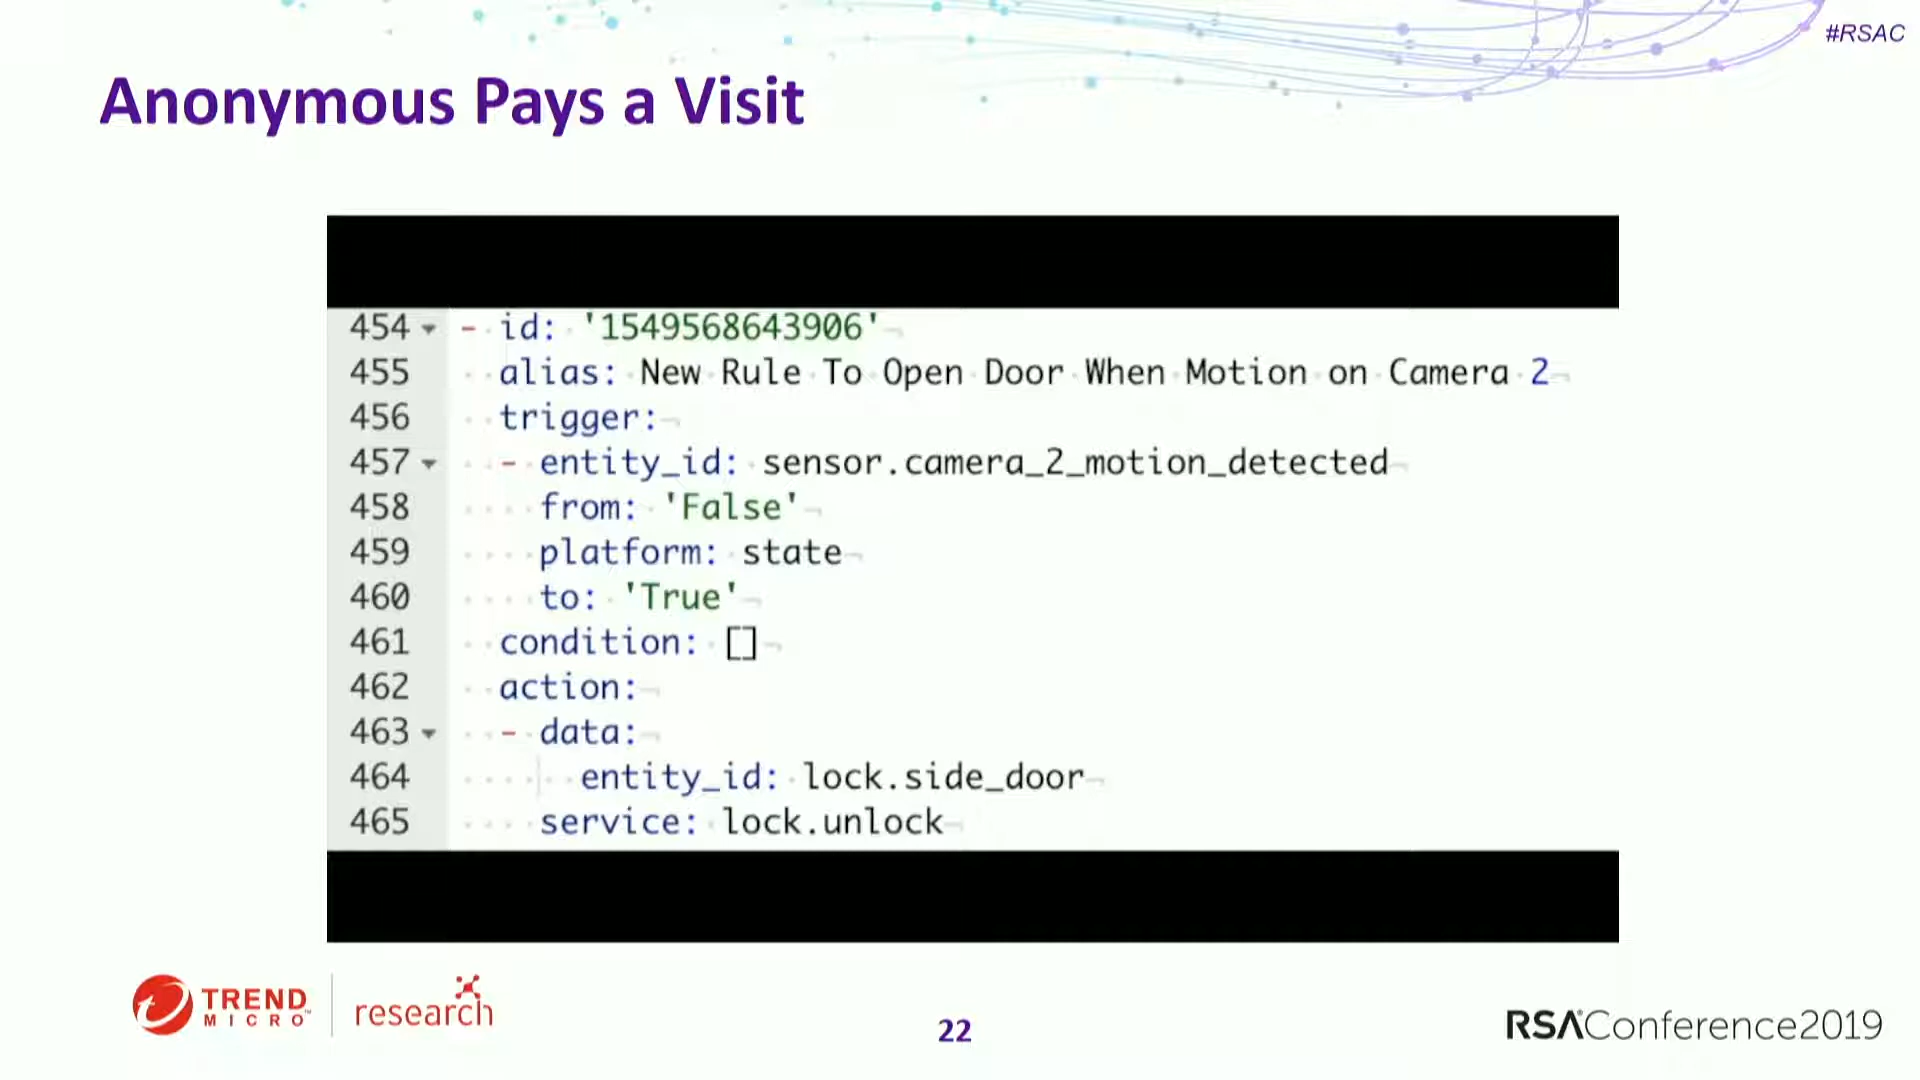 #RSAC
Anonymous Pays a Visit
454 - id: '1549568643906'
455 alias: New Rule To Open Door When Motion on Camera 2
456 trigger:
457 - entity_id: sensor.camera_2_motion_detected
458 from: 'False'
459 platform: state
460 to: 'True'
461 condition: []
462 action:
463 - data:
464 entity_id: lock.side_door
465 service: lock.unlock
TREND
MICRO™
research
22
RSAConference2019